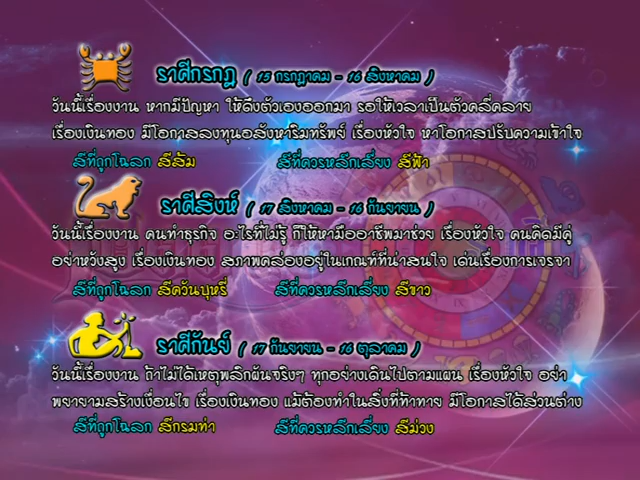 ราศีกรกฎ ( 15 กรกฎาคม - 16 สิงหาคม )
วันนี้เรื่องงาน หากมีปัญหา ให้ดึงตัวเองออกมา รอให้เวลาเป็นตัวคลี่คลาย
เรื่องเงินทอง มีโอกาสลงทุนอสังหาริมทรัพย์ เรื่องหัวใจ หาโอกาสปรับความเข้าใจ
สีที่ถูกโฉลก สีส้ม สีที่ควรหลีกเลี่ยง สีฟ้า
ราศีสิงห์ ( 17 สิงหาคม - 16 กันยายน )
วันนี้เรื่องงาน คนทำธุรกิจ อะไรที่ไม่รู้ ก็ให้หามืออาชีพมาช่วย เรื่องหัวใจ คนคิดมีคู่
อย่าหวังสูง เรื่องเงินทอง สภาพคล่องอยู่ในเกณฑ์ที่น่าสนใจ เด่นเรื่องการเจรจา
สีที่ถูกโฉลก สีควันบุหรี่ สีที่ควรหลีกเลี่ยง สีขาว
ราศีกันย์ ( 17 กันยายน - 16 ตุลาคม )
วันนี้เรื่องงาน ถ้าไม่ได้เหตุพลิกผันจริงๆ ทุกอย่างเดินไปตามแผน เรื่องหัวใจ อย่า
พยายามสร้างเงื่อนไข เรื่องเงินทอง แม้ต้องทำในสิ่งที่ท้าทาย มีโอกาสได้ส่วนต่าง
สีที่ถูกโฉลก สีกรมท่า สีที่ควรหลีกเลี่ยง สีม่วง